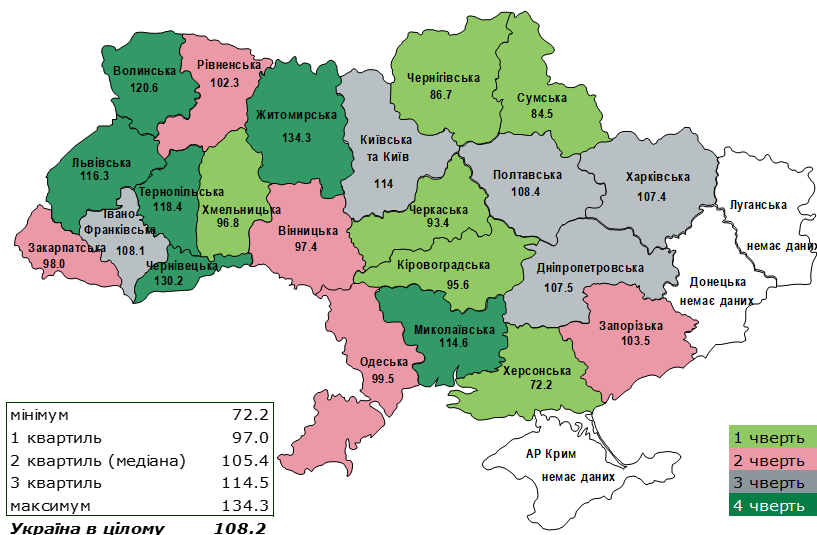 Волинська
120.6
Рівненська
102.3
Житомирська
134.3
Чернігівська
86.7
Сумська
84.5
Київська
та Київ
114
Львівська
116.3
Тернопільська
118.4
Хмельницька
96.8
Івано-
Франківська
108.1
Закарпатська
98.0
Чернівецька
130.2
Вінницька
97.4
Черкаська
93.4
Полтавська
108.4
Харківська
107.4
Луганська
немає даних
Кіровоградська
95.6
Дніпропетровська
107.5
Донецька
немає даних
Миколаївська
114.6
Запорізька
103.5
Одеська
99.5
Херсонська
72.2
АР Крим
немає даних
мінімум 72.2
1 квартиль 97.0
2 квартиль (медіана) 105.4
3 квартиль 114.5
максимум 134.3
Україна в цілому 108.2
1 чверть
2 чверть
3 чверть
4 чверть